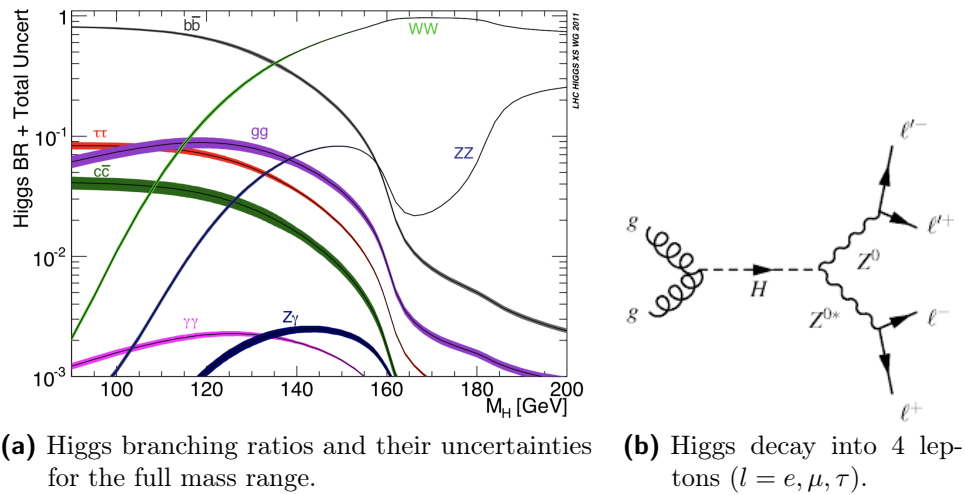 1
10⁻¹
10⁻²
10⁻³
Higgs BR + Total Uncert
bb̅
WW
ττ
gg
cc̅
ZZ
γγ
Zγ
LHC HIGGS XS WG 2011
100 120 140 160 180 200
M_H [GeV]
g
g
H
Z⁰
Z⁰*
ℓ′⁻
ℓ′⁺
ℓ⁻
ℓ⁺
(a) Higgs branching ratios and their uncertainties
for the full mass range.
(b) Higgs decay into 4 lep-
tons (l = e, μ, τ).